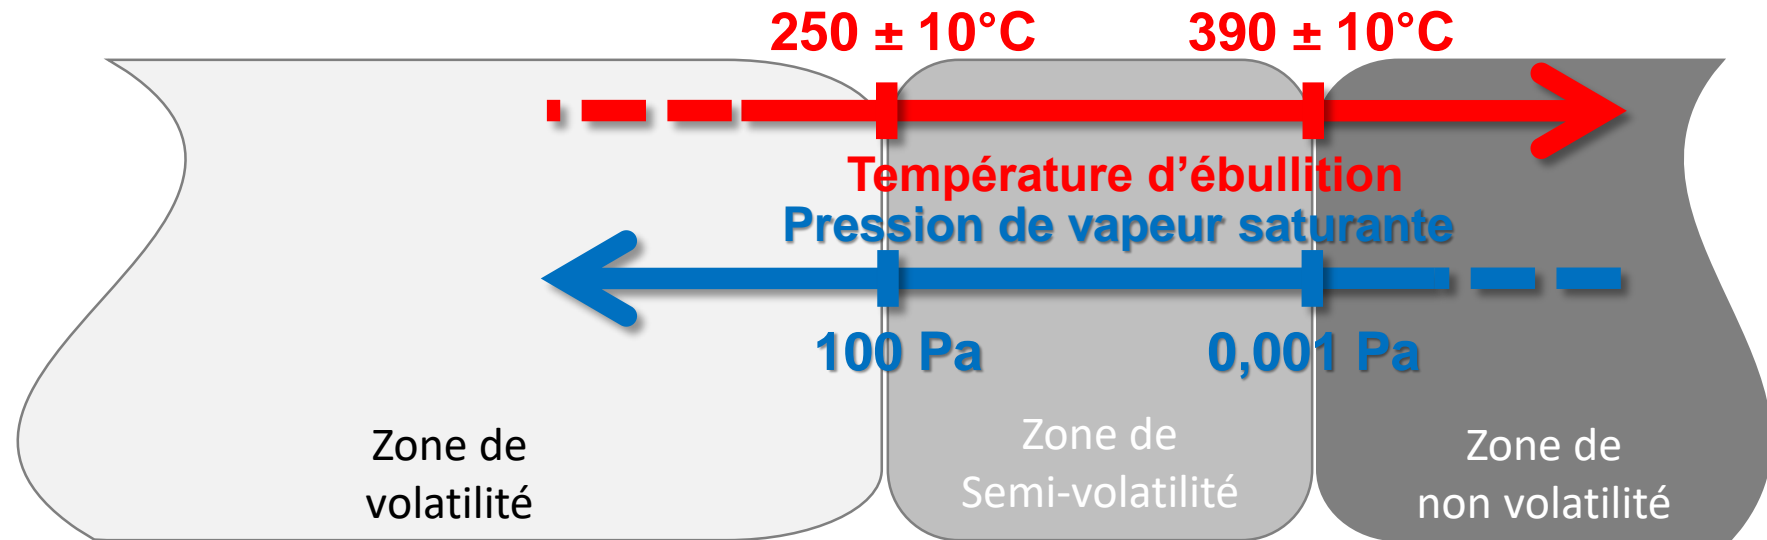 250 ± 10°C
390 ± 10°C
Température d’ébullition
Pression de vapeur saturante
100 Pa
0,001 Pa
Zone de
volatilité
Zone de
Semi-volatilité
Zone de
non volatilité